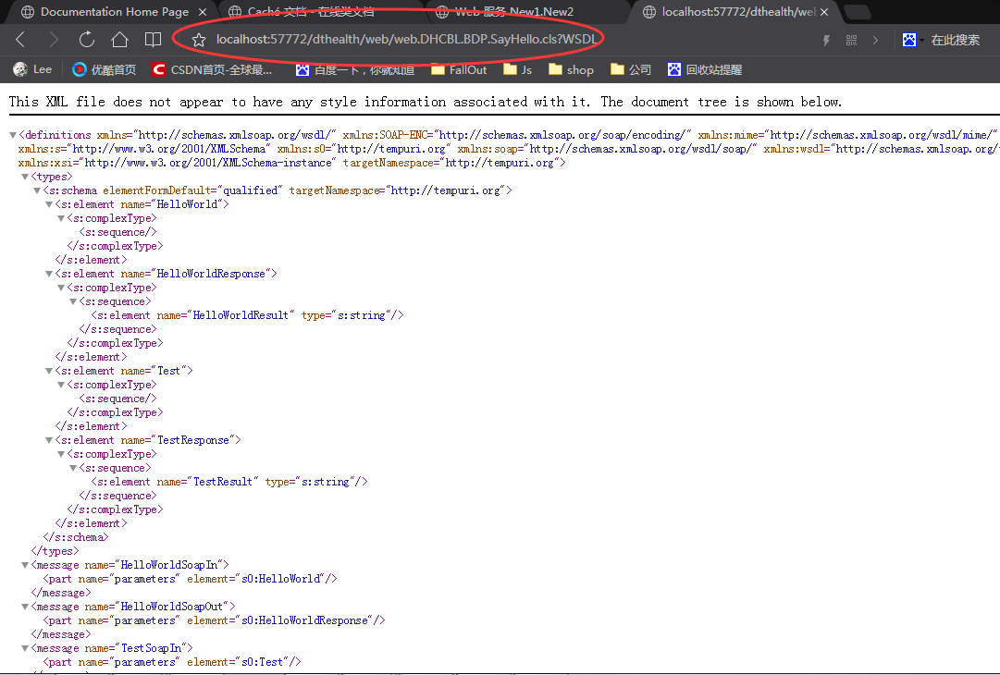 Documentation Home Page
Caché 文档 - 在线类文档
Web 服务 New1.New2
localhost:57772/dthealth/we
localhost:57772/dthealth/web/web.DHCBL.BDP.SayHello.cls?WSDL
在此搜索
Lee
优酷首页
CSDN首页-全球最...
百度一下,你就知道
FallOut
Js
shop
公司
回收站提醒
This XML file does not appear to have any style information associated with it. The document tree is shown below.
▼<definitions xmlns="http://schemas.xmlsoap.org/wsdl/" xmlns:SOAP-ENC="http://schemas.xmlsoap.org/soap/encoding/" xmlns:mime="http://schemas.xmlsoap.org/wsdl/mime/"
xmlns:s="http://www.w3.org/2001/XMLSchema" xmlns:s0="http://tempuri.org" xmlns:soap="http://schemas.xmlsoap.org/wsdl/soap/" xmlns:wsdl="http://schemas.xmlsoap.org/
xmlns:xsi="http://www.w3.org/2001/XMLSchema-instance" targetNamespace="http://tempuri.org">
▼<types>
▼<s:schema elementFormDefault="qualified" targetNamespace="http://tempuri.org">
▼<s:element name="HelloWorld">
▼<s:complexType>
<s:sequence/>
</s:complexType>
</s:element>
▼<s:element name="HelloWorldResponse">
▼<s:complexType>
▼<s:sequence>
<s:element name="HelloWorldResult" type="s:string"/>
</s:sequence>
</s:complexType>
</s:element>
▼<s:element name="Test">
▼<s:complexType>
<s:sequence/>
</s:complexType>
</s:element>
▼<s:element name="TestResponse">
▼<s:complexType>
▼<s:sequence>
<s:element name="TestResult" type="s:string"/>
</s:sequence>
</s:complexType>
</s:element>
</s:schema>
</types>
▼<message name="HelloWorldSoapIn">
<part name="parameters" element="s0:HelloWorld"/>
</message>
▼<message name="HelloWorldSoapOut">
<part name="parameters" element="s0:HelloWorldResponse"/>
</message>
▼<message name="TestSoapIn">
<part name="parameters" element="s0:Test"/>